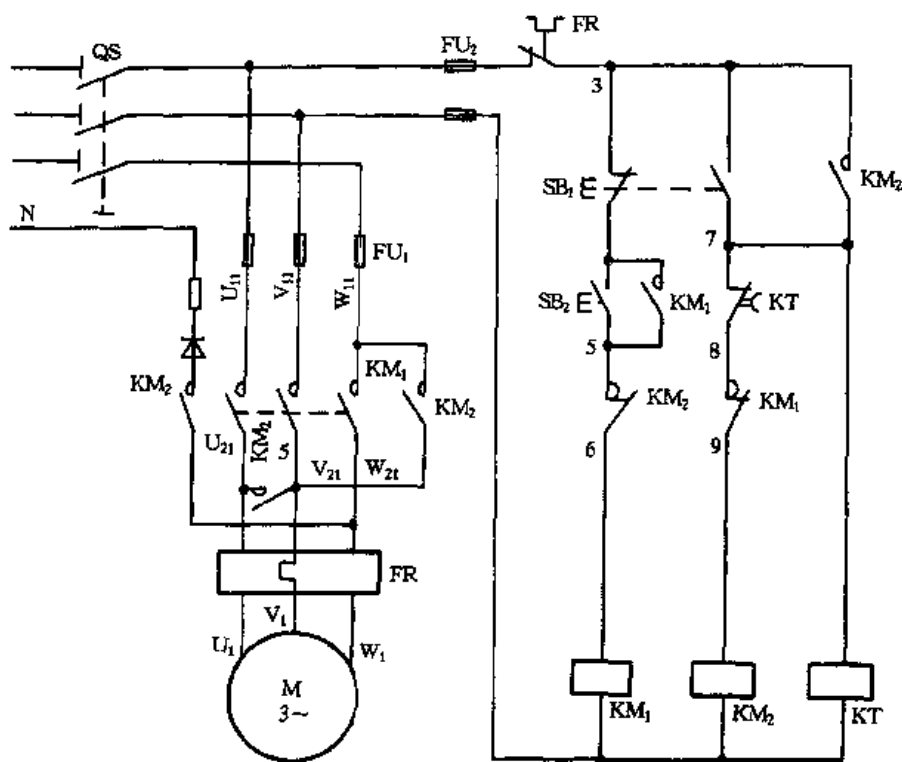 FR
QS
FU₂
3
SB₁
KM₂
N
7
FU₁
U₁₁
V₁₁
W₁₁
SB₂
KM₁
KT
5
8
KM₂
KM₁
KM₂
KM₂
KM₁
U₂₁
KM₂
5
V₂₁
W₂₁
6
9
FR
V₁
U₁
W₁
M
3~
KM₁
KM₂
KT